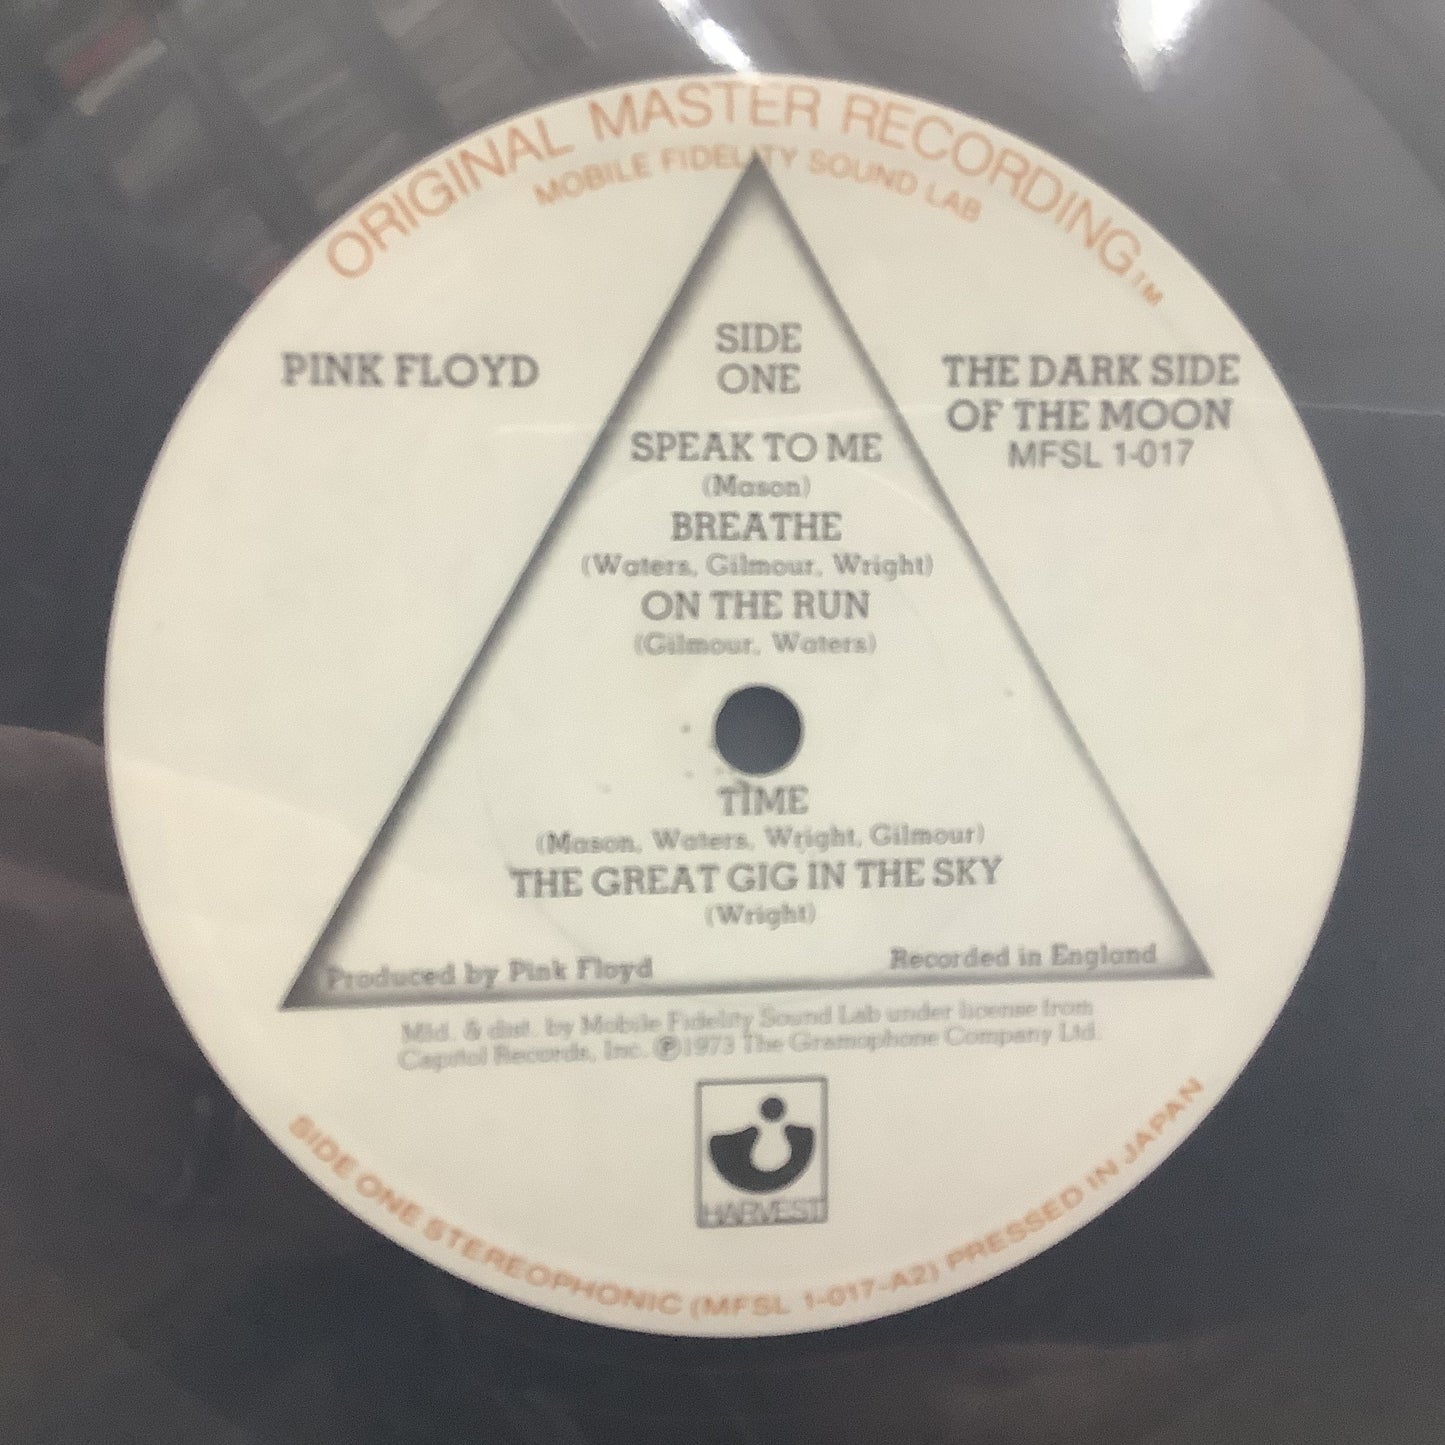 ORIGINAL MASTER RECORDING™
MOBILE FIDELITY SOUND LAB
PINK FLOYD
THE DARK SIDE
OF THE MOON
MFSL 1-017
SIDE
ONE
SPEAK TO ME
(Mason)
BREATHE
(Waters, Gilmour, Wright)
ON THE RUN
(Gilmour, Waters)
TIME
(Mason, Waters, Wright, Gilmour)
THE GREAT GIG IN THE SKY
(Wright)
Produced by Pink Floyd
Recorded in England
Mfd. & dist. by Mobile Fidelity Sound Lab under license from
Capitol Records, Inc. ℗1973 The Gramophone Company Ltd.
HARVEST
SIDE ONE STEREOPHONIC (MFSL 1-017-A2) PRESSED IN JAPAN